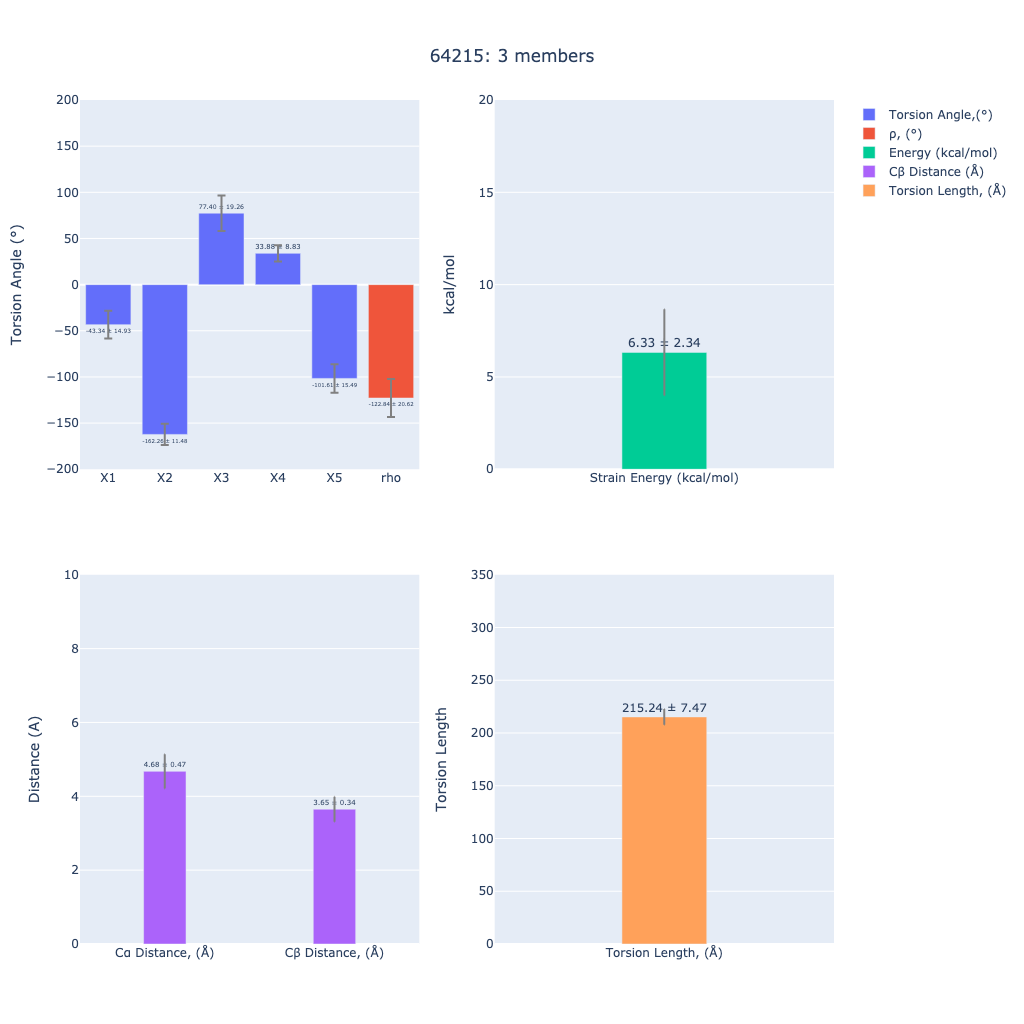 64215: 3 members
200
150
100
50
0
−50
−100
−150
−200
Torsion Angle (°)
77.40 ± 19.26
33.88 ± 8.83
-43.34 ± 14.93
-101.61 ± 15.49
-122.84 ± 20.62
-162.26 ± 11.48
X1 X2 X3 X4 X5 rho
20
15
10
5
0
kcal/mol
6.33 ± 2.34
Strain Energy (kcal/mol)
Torsion Angle,(°)
ρ, (°)
Energy (kcal/mol)
Cβ Distance (Å)
Torsion Length, (Å)
10
8
6
4
2
0
Distance (A)
4.68 ± 0.47
3.65 ± 0.34
Cα Distance, (Å) Cβ Distance, (Å)
350
300
250
200
150
100
50
0
Torsion Length
215.24 ± 7.47
Torsion Length, (Å)